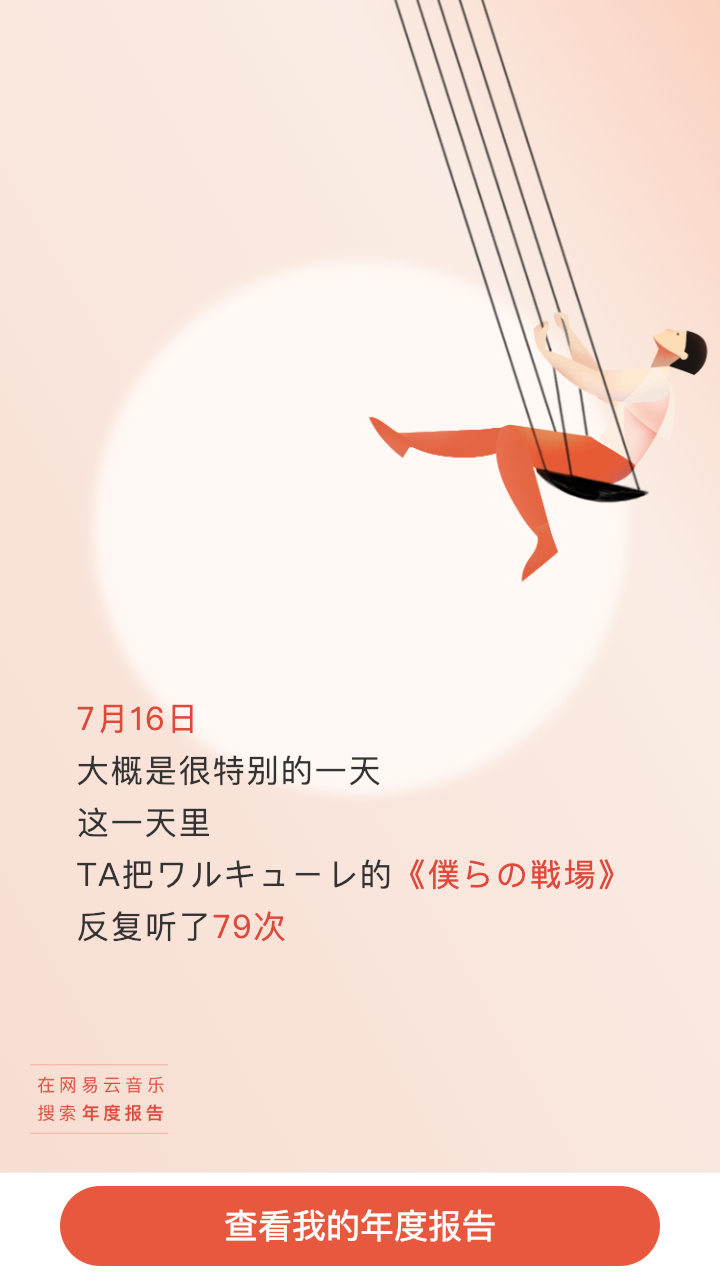 7月16日
大概是很特别的一天
这一天里
TA把ワルキューレ的《僕らの戦場》
反复听了79次
在网易云音乐
搜索年度报告
查看我的年度报告